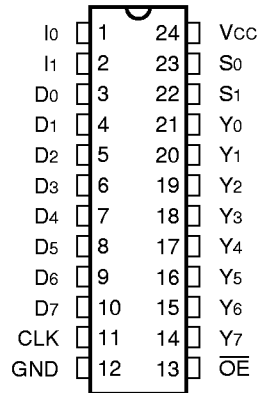 I0 1 24 VCC
I1 2 23 S0
D0 3 22 S1
D1 4 21 Y0
D2 5 20 Y1
D3 6 19 Y2
D4 7 18 Y3
D5 8 17 Y4
D6 9 16 Y5
D7 10 15 Y6
CLK 11 14 Y7
GND 12 13 O̅E̅